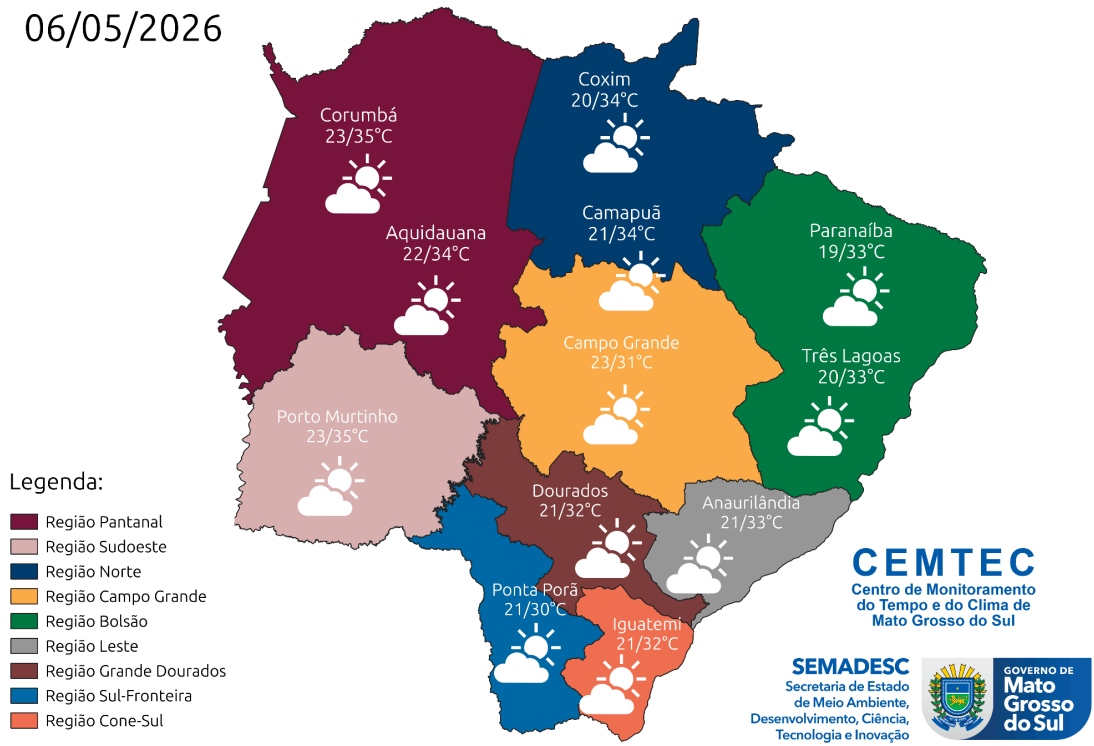 06/05/2026
Coxim
20/34°C
Corumbá
23/35°C
Camapuã
21/34°C
Aquidauana
22/34°C
Paranaíba
19/33°C
Campo Grande
23/31°C
Três Lagoas
20/33°C
Porto Murtinho
23/35°C
Dourados
21/32°C
Anaurilândia
21/33°C
Ponta Porã
21/30°C
Iguatemi
21/32°C
Legenda:
Região Pantanal
Região Sudoeste
Região Norte
Região Campo Grande
Região Bolsão
Região Leste
Região Grande Dourados
Região Sul-Fronteira
Região Cone-Sul
CEMTEC
Centro de Monitoramento
do Tempo e do Clima de
Mato Grosso do Sul
SEMADESC
Secretaria de Estado
de Meio Ambiente,
Desenvolvimento, Ciência,
Tecnologia e Inovação
GOVERNO DE
Mato
Grosso
do Sul